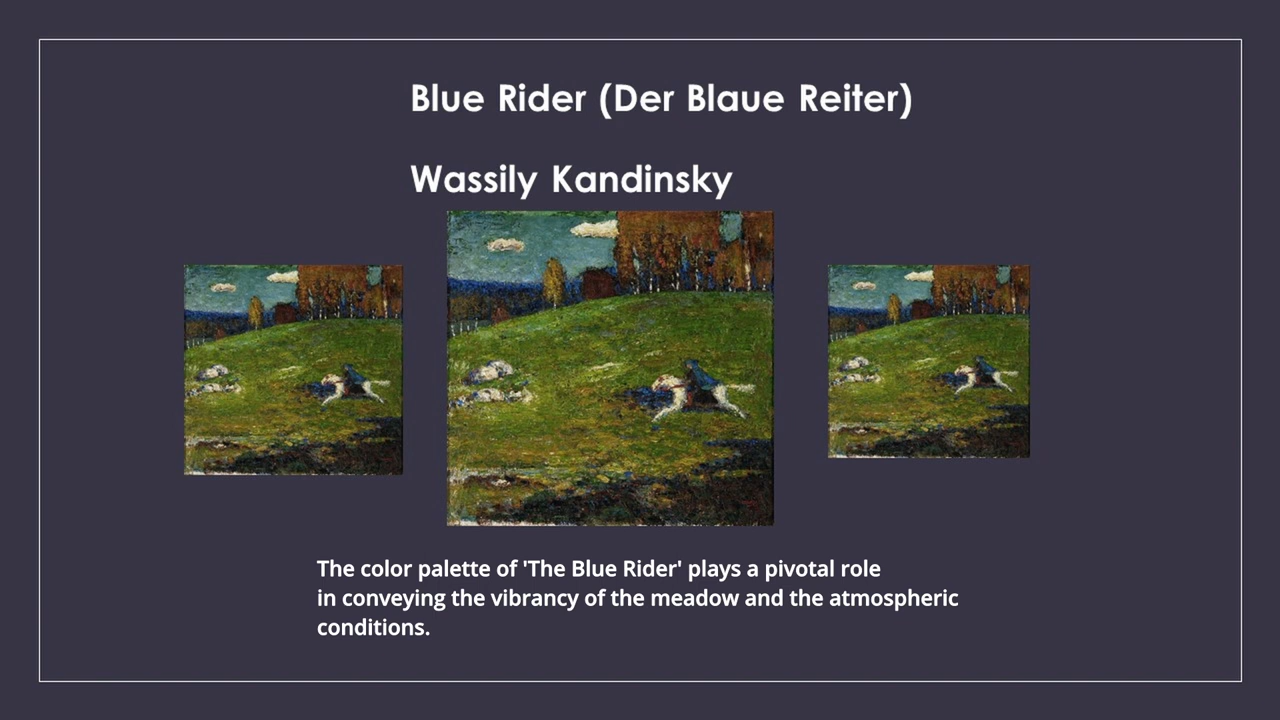 Blue Rider (Der Blaue Reiter)
Wassily Kandinsky
The color palette of 'The Blue Rider' plays a pivotal role
in conveying the vibrancy of the meadow and the atmospheric
conditions.